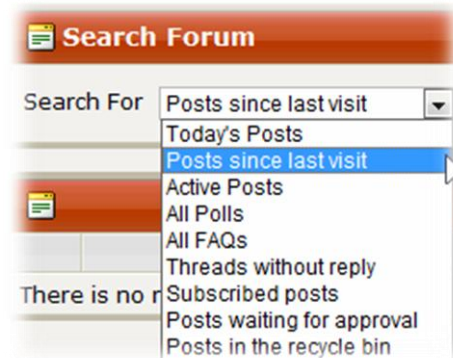 Search Forum
Search For Posts since last visit
Today's Posts
Posts since last visit
Active Posts
All Polls
All FAQs
Threads without reply
Subscribed posts
Posts waiting for approval
Posts in the recycle bin
There is no